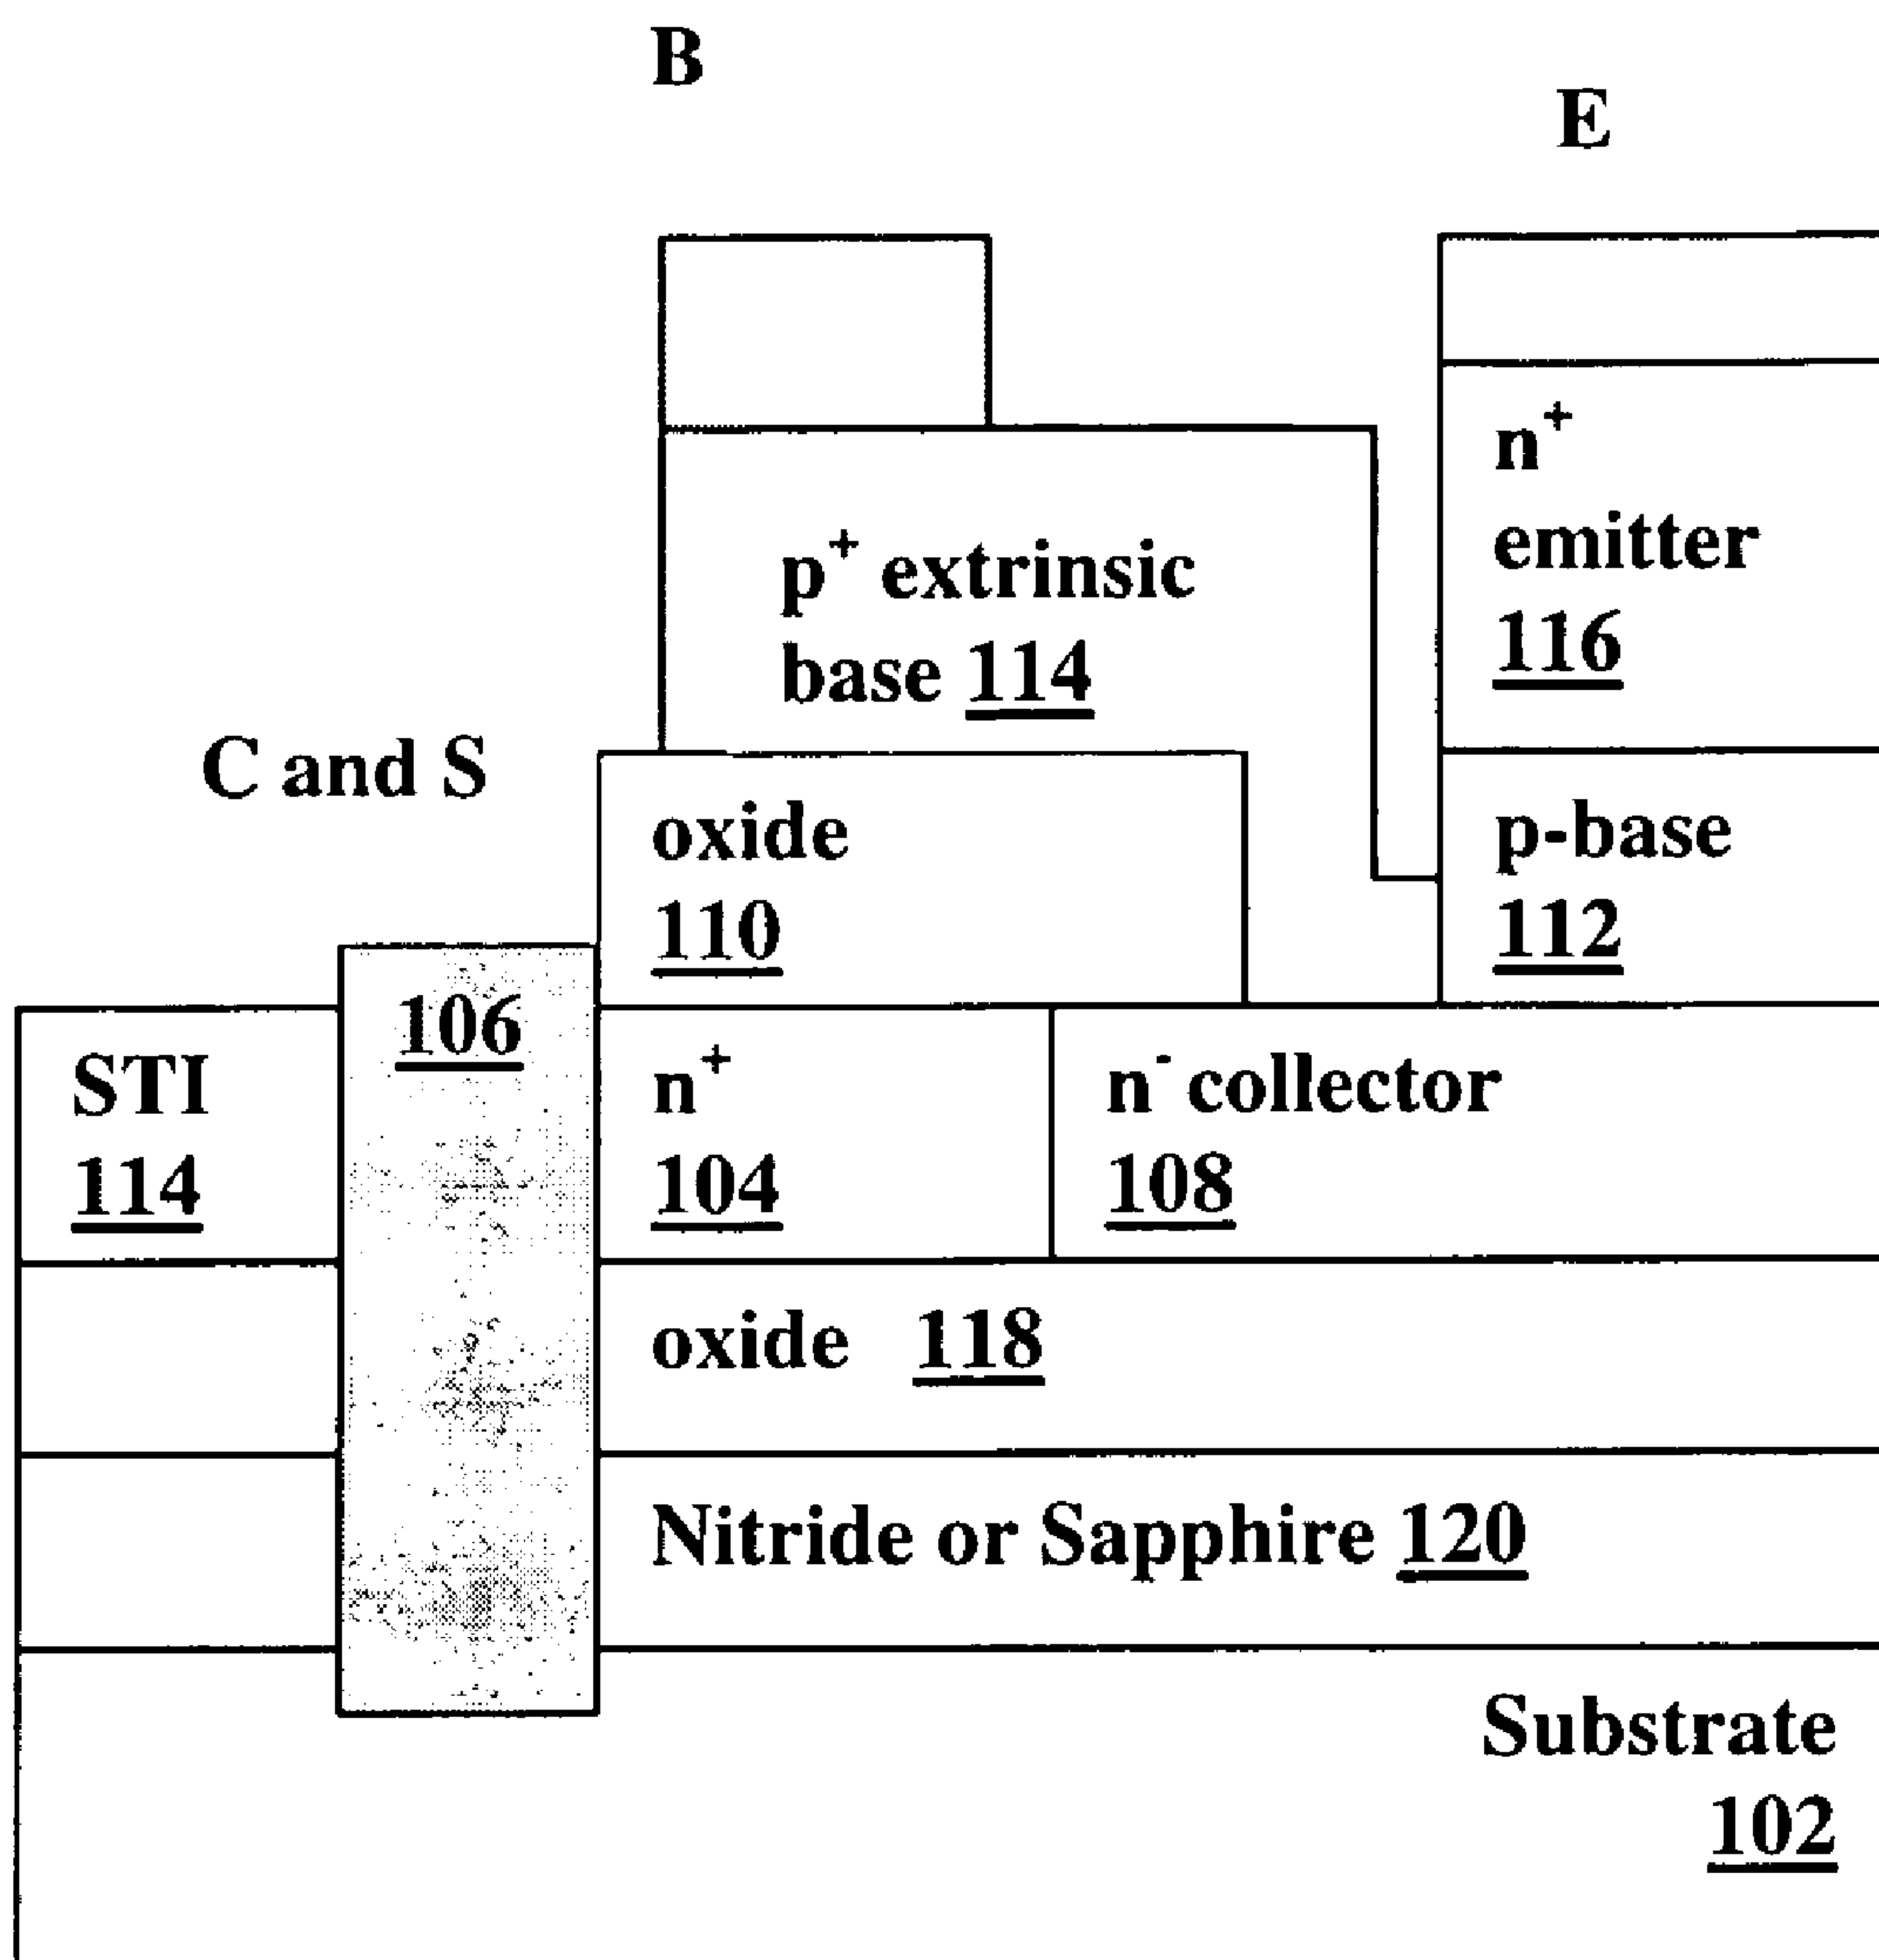 B
E
n+
emitter
116
p+ extrinsic
base 114
C and S
oxide
110
p-base
112
106
STI
114
n+
104
n- collector
108
oxide 118
Nitride or Sapphire 120
Substrate
102